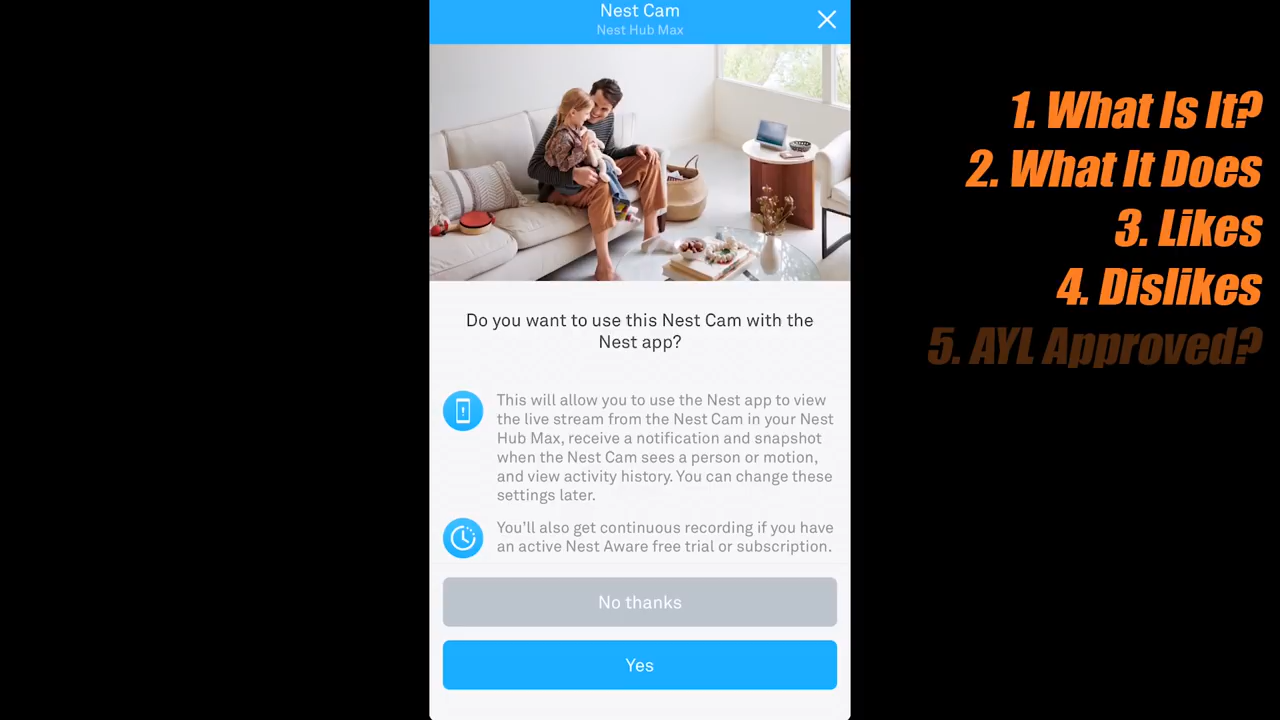 Nest Cam
Nest Hub Max
Do you want to use this Nest Cam with the
Nest app?
This will allow you to use the Nest app to view
the live stream from the Nest Cam in your Nest
Hub Max, receive a notification and snapshot
when the Nest Cam sees a person or motion,
and view activity history. You can change these
settings later.
You'll also get continuous recording if you have
an active Nest Aware free trial or subscription.
No thanks
Yes
1. What Is It?
2. What It Does
3. Likes
4. Dislikes
5. AYL Approved?